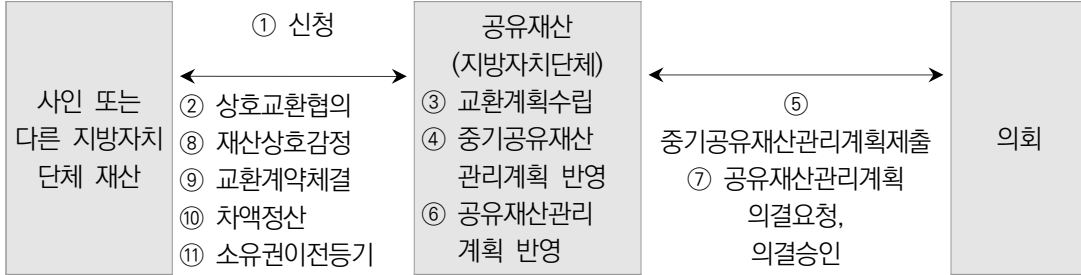 사인 또는
다른 지방자치
단체 재산
① 신청
② 상호교환협의
⑧ 재산상호감정
⑨ 교환계약체결
⑩ 차액정산
⑪ 소유권이전등기
공유재산
(지방자치단체)
③ 교환계획수립
④ 중기공유재산
관리계획 반영
⑥ 공유재산관리
계획 반영
⑤
중기공유재산관리계획제출
⑦ 공유재산관리계획
의결요청,
의결승인
의회